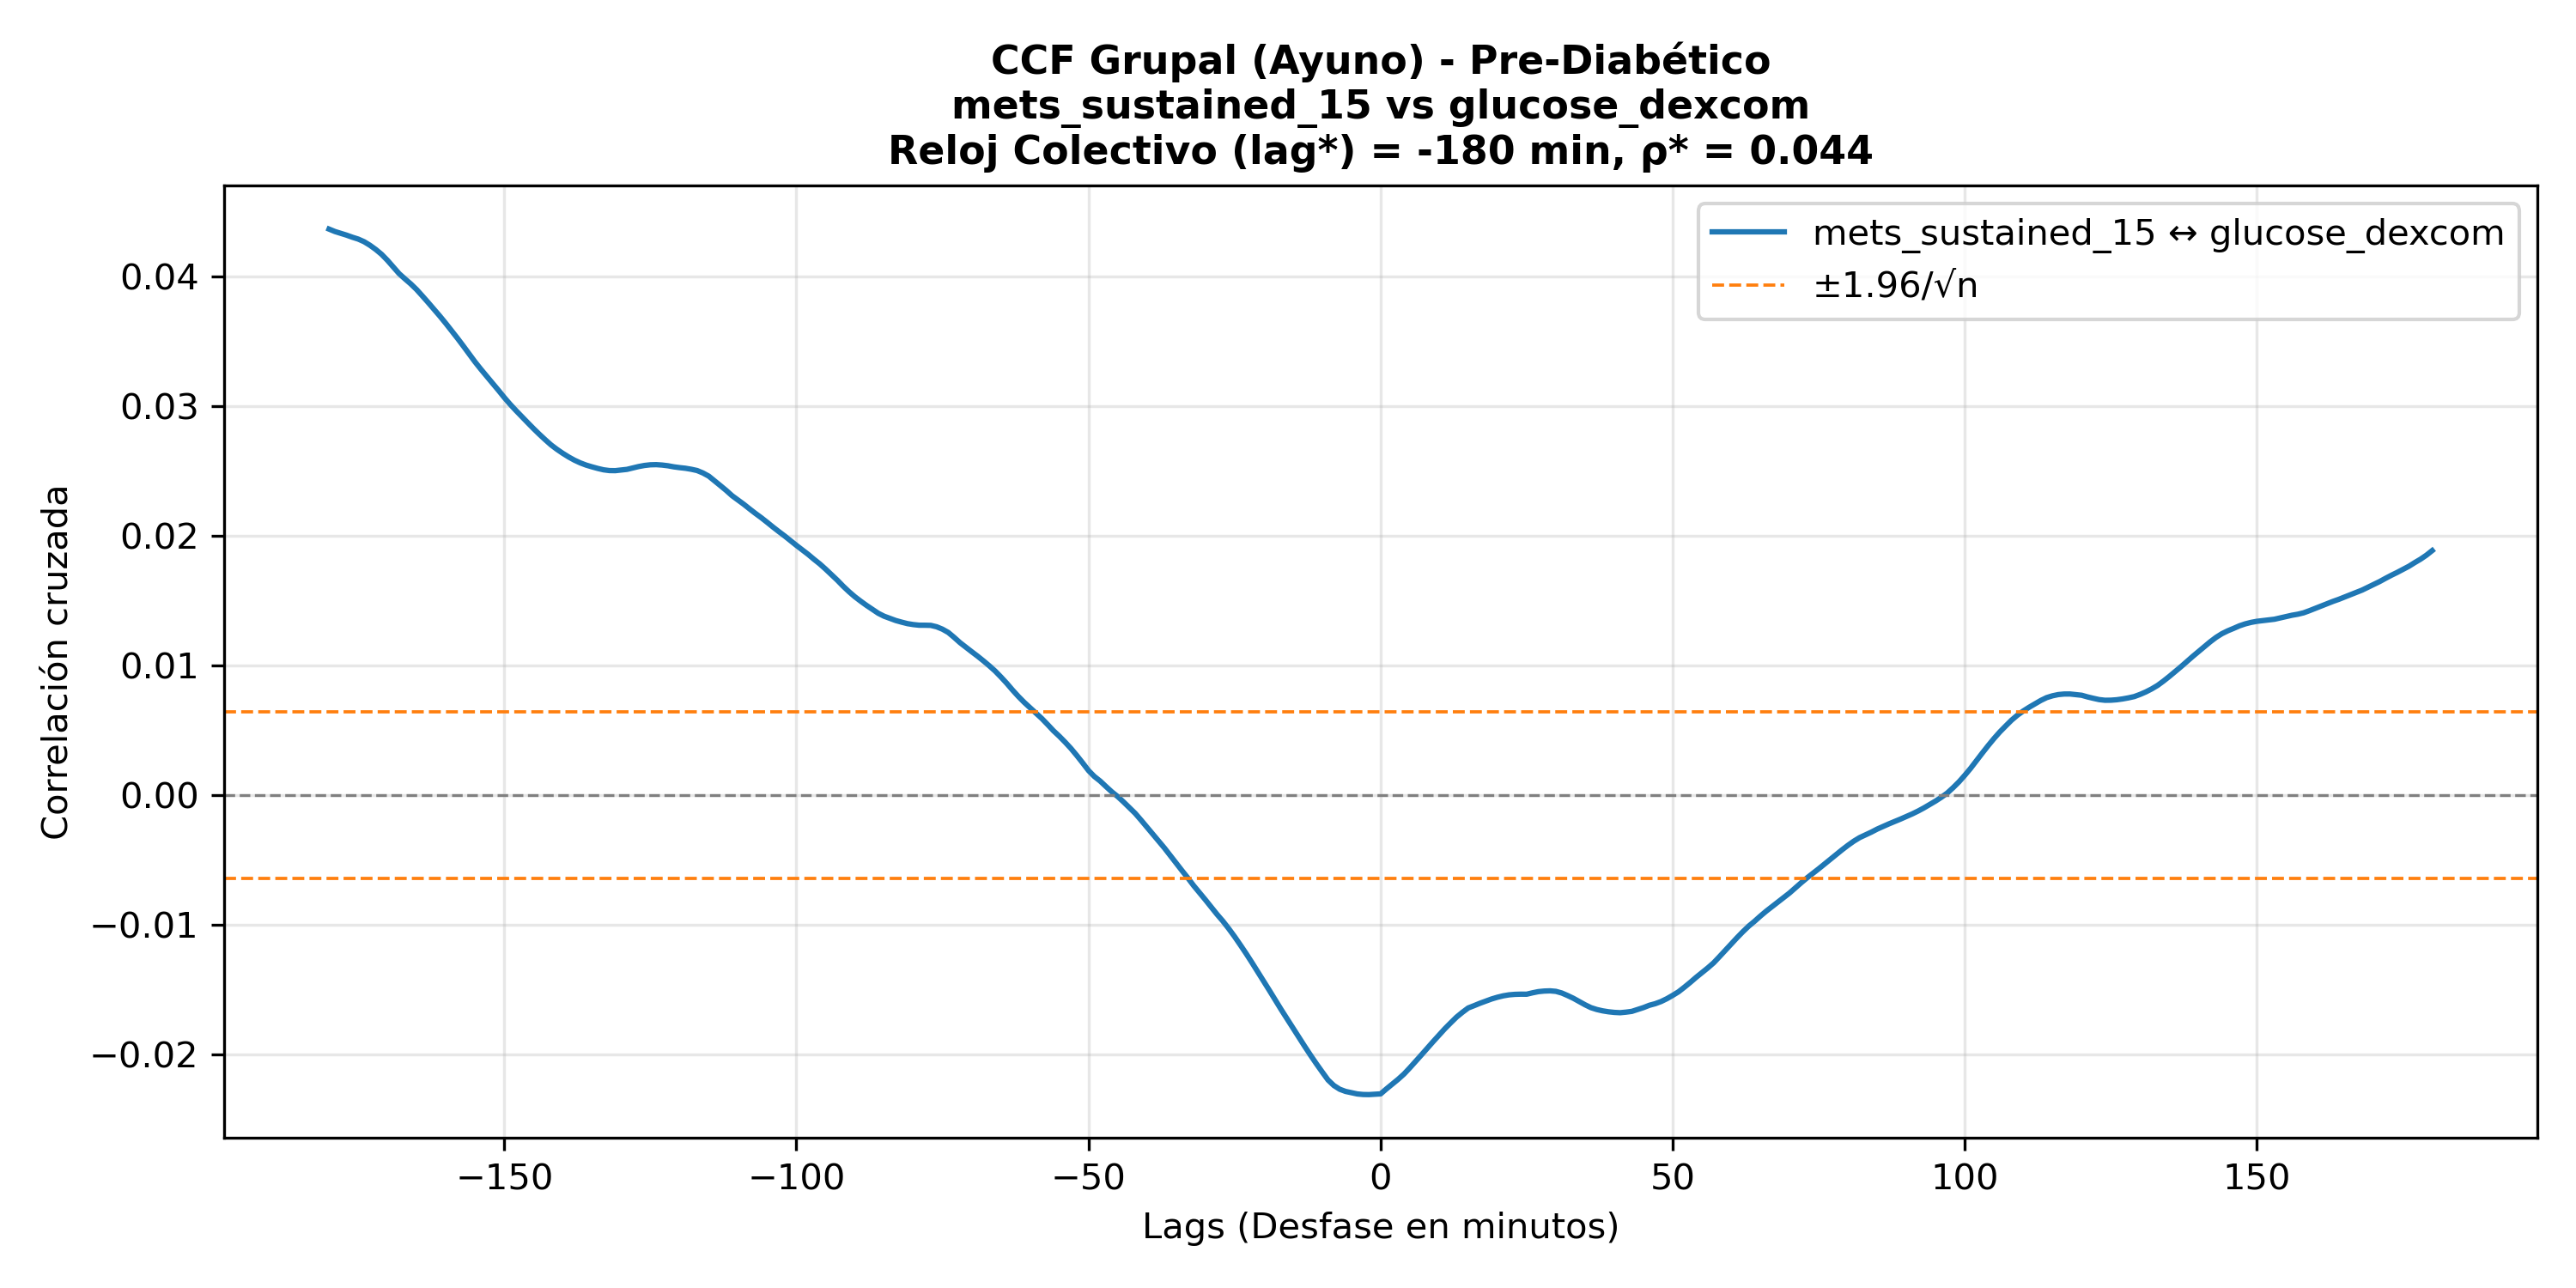 CCF Grupal (Ayuno) - Pre-Diabético
mets_sustained_15 vs glucose_dexcom
Reloj Colectivo (lag*) = -180 min, ρ* = 0.044
mets_sustained_15 ↔ glucose_dexcom
±1.96/√n
Correlación cruzada
0.04
0.03
0.02
0.01
0.00
−0.01
−0.02
−150
−100
−50
0
50
100
150
Lags (Desfase en minutos)